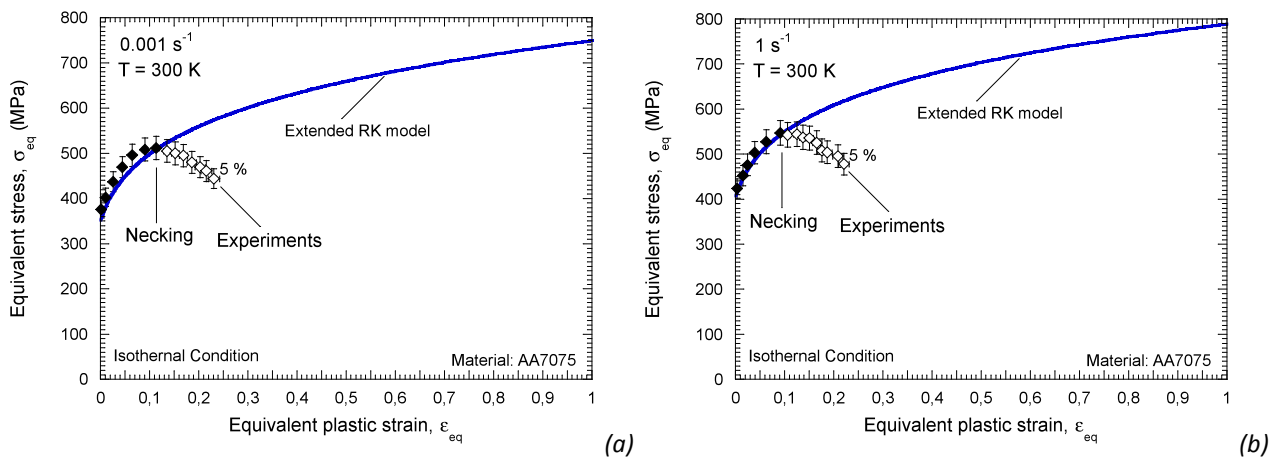 800
700
600
500
400
300
200
100
0
Equivalent stress, σeq (MPa)
0.001 s-1
T = 300 K
Extended RK model
5 %
Necking
Experiments
Isothernal Condition
Material: AA7075
0 0,1 0,2 0,3 0,4 0,5 0,6 0,7 0,8 0,9 1
Equivalent plastic strain, εeq
(a)
800
700
600
500
400
300
200
100
0
Equivalent stress, σeq (MPa)
1 s-1
T = 300 K
Extended RK model
5 %
Necking
Experiments
Isothernal Condition
Material: AA7075
0 0,1 0,2 0,3 0,4 0,5 0,6 0,7 0,8 0,9 1
Equivalent plastic strain, εeq
(b)